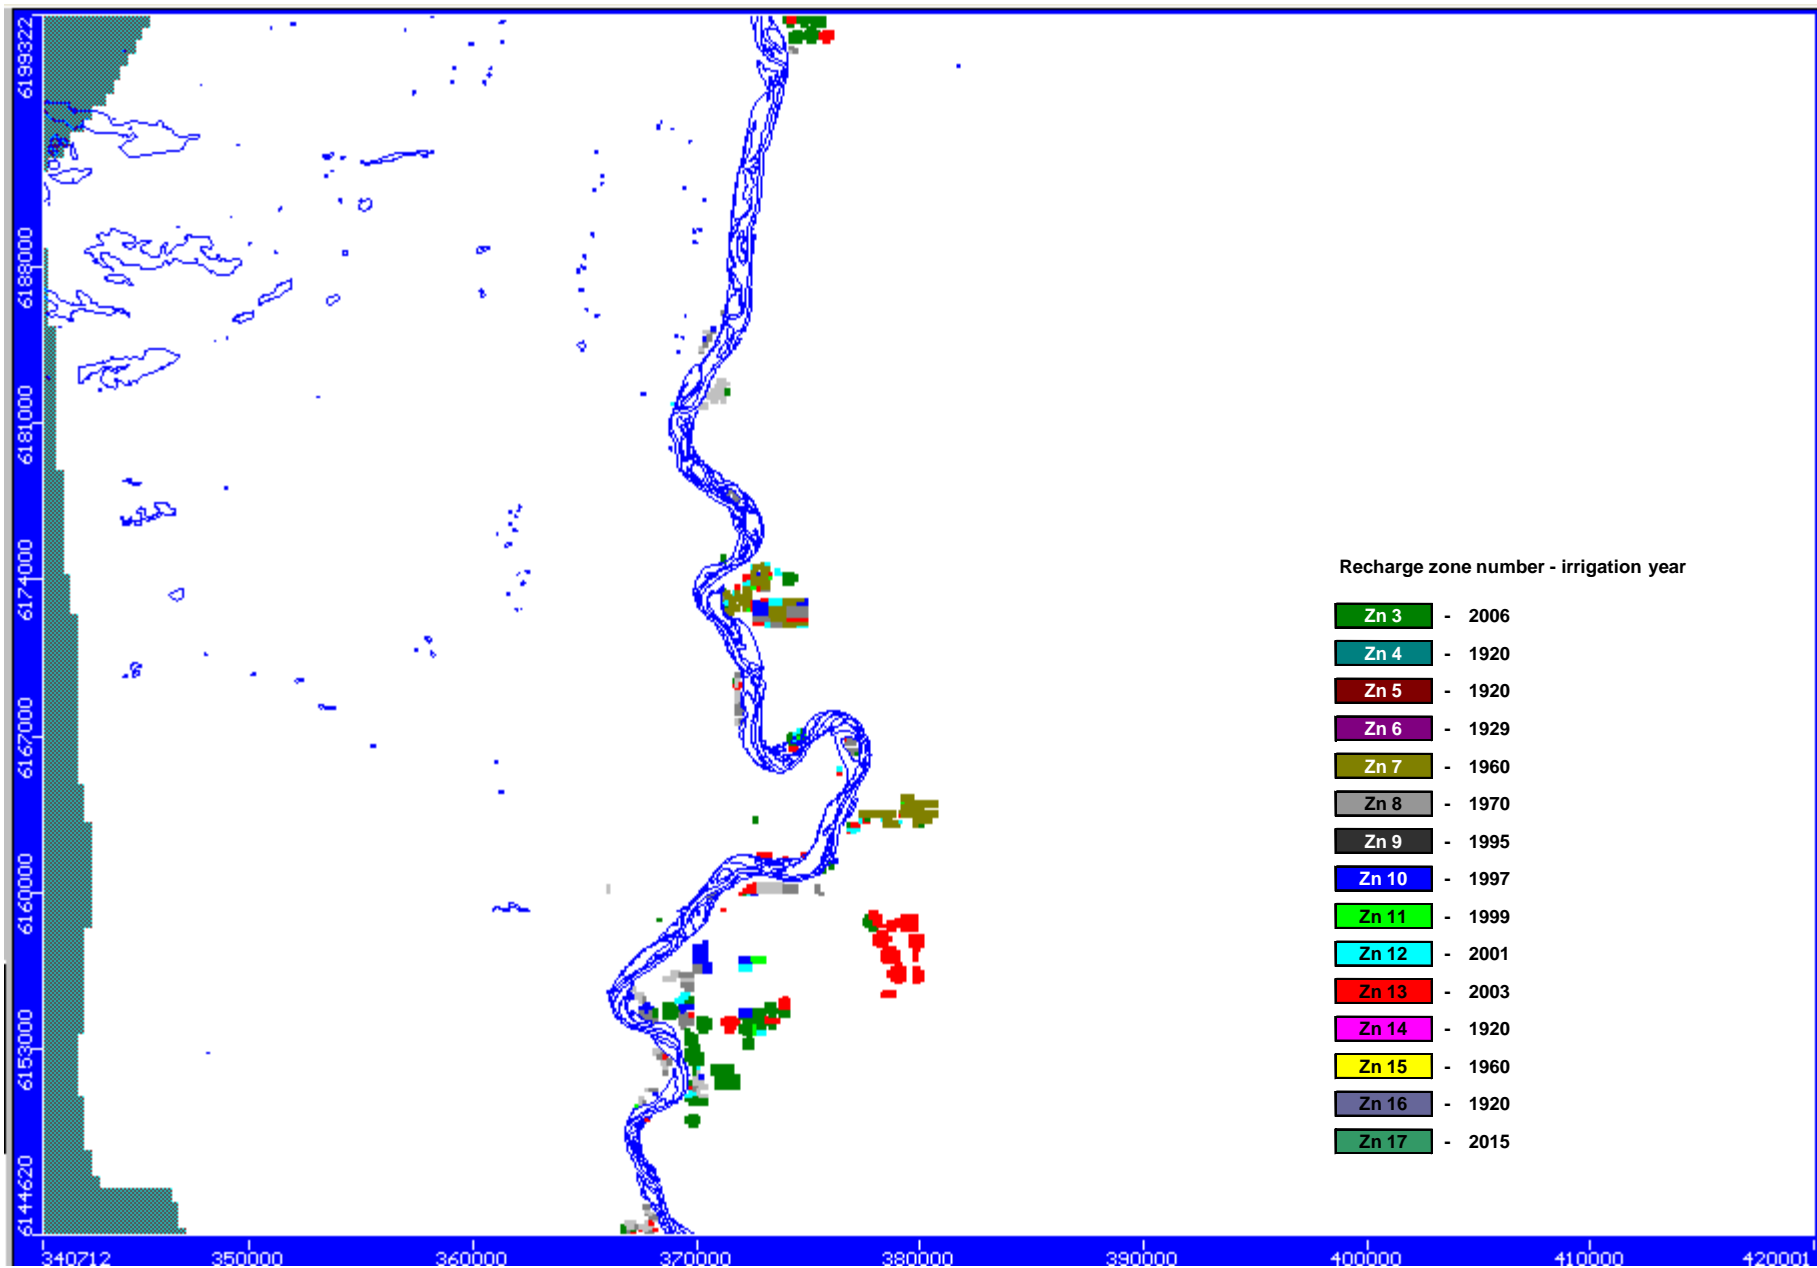 6199322
6188000
6181000
6174000
6167000
6160000
6153000
6144620
Recharge zone number - irrigation year
Zn 3 - 2006
Zn 4 - 1920
Zn 5 - 1920
Zn 6 - 1929
Zn 7 - 1960
Zn 8 - 1970
Zn 9 - 1995
Zn 10 - 1997
Zn 11 - 1999
Zn 12 - 2001
Zn 13 - 2003
Zn 14 - 1920
Zn 15 - 1960
Zn 16 - 1920
Zn 17 - 2015
340712 350000 360000 370000 380000 390000 400000 410000 420001